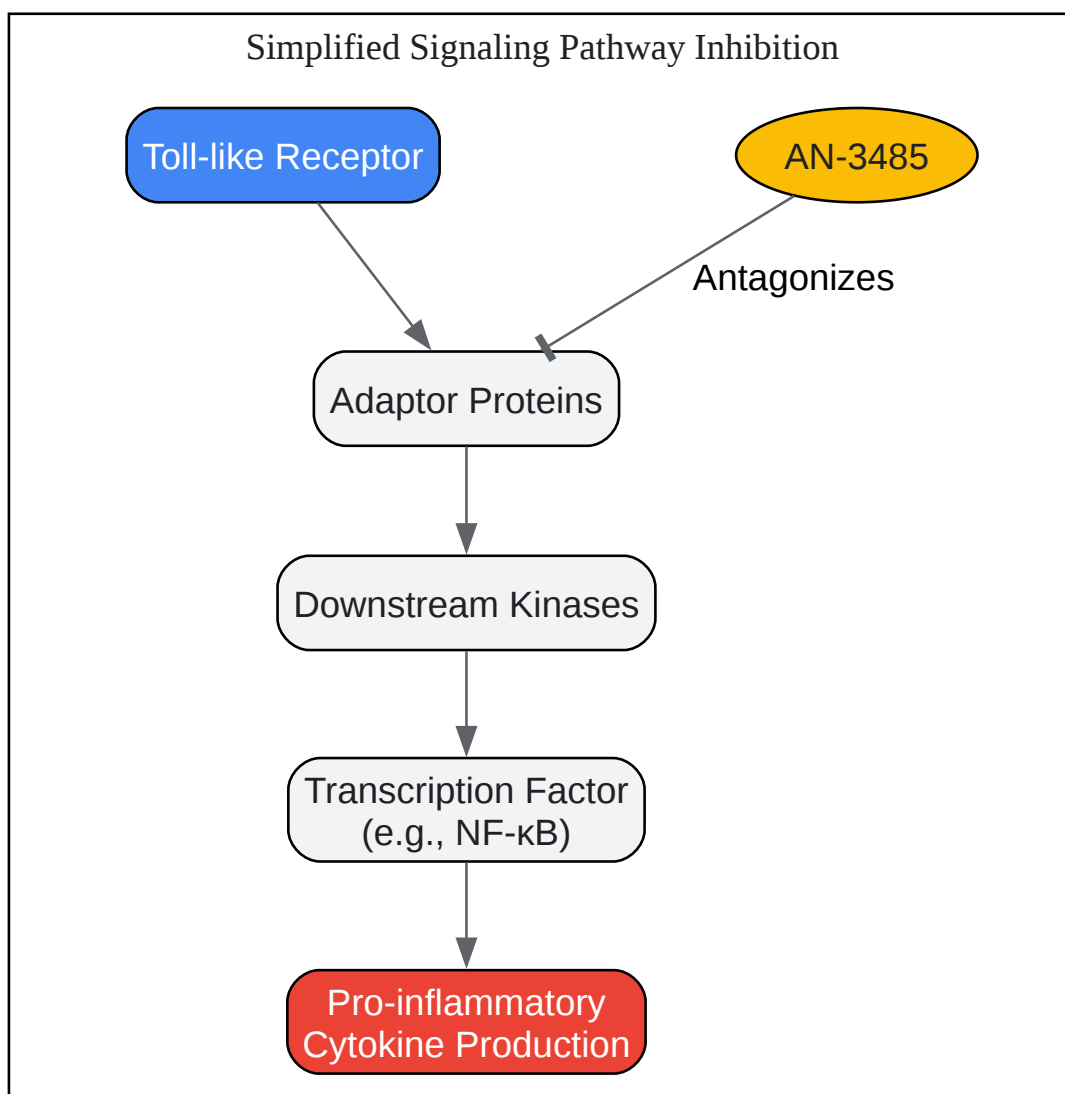 Simplified Signaling Pathway Inhibition
Toll-like Receptor
AN-3485
Antagonizes
Adaptor Proteins
Downstream Kinases
Transcription Factor
(e.g., NF-κB)
Pro-inflammatory
Cytokine Production